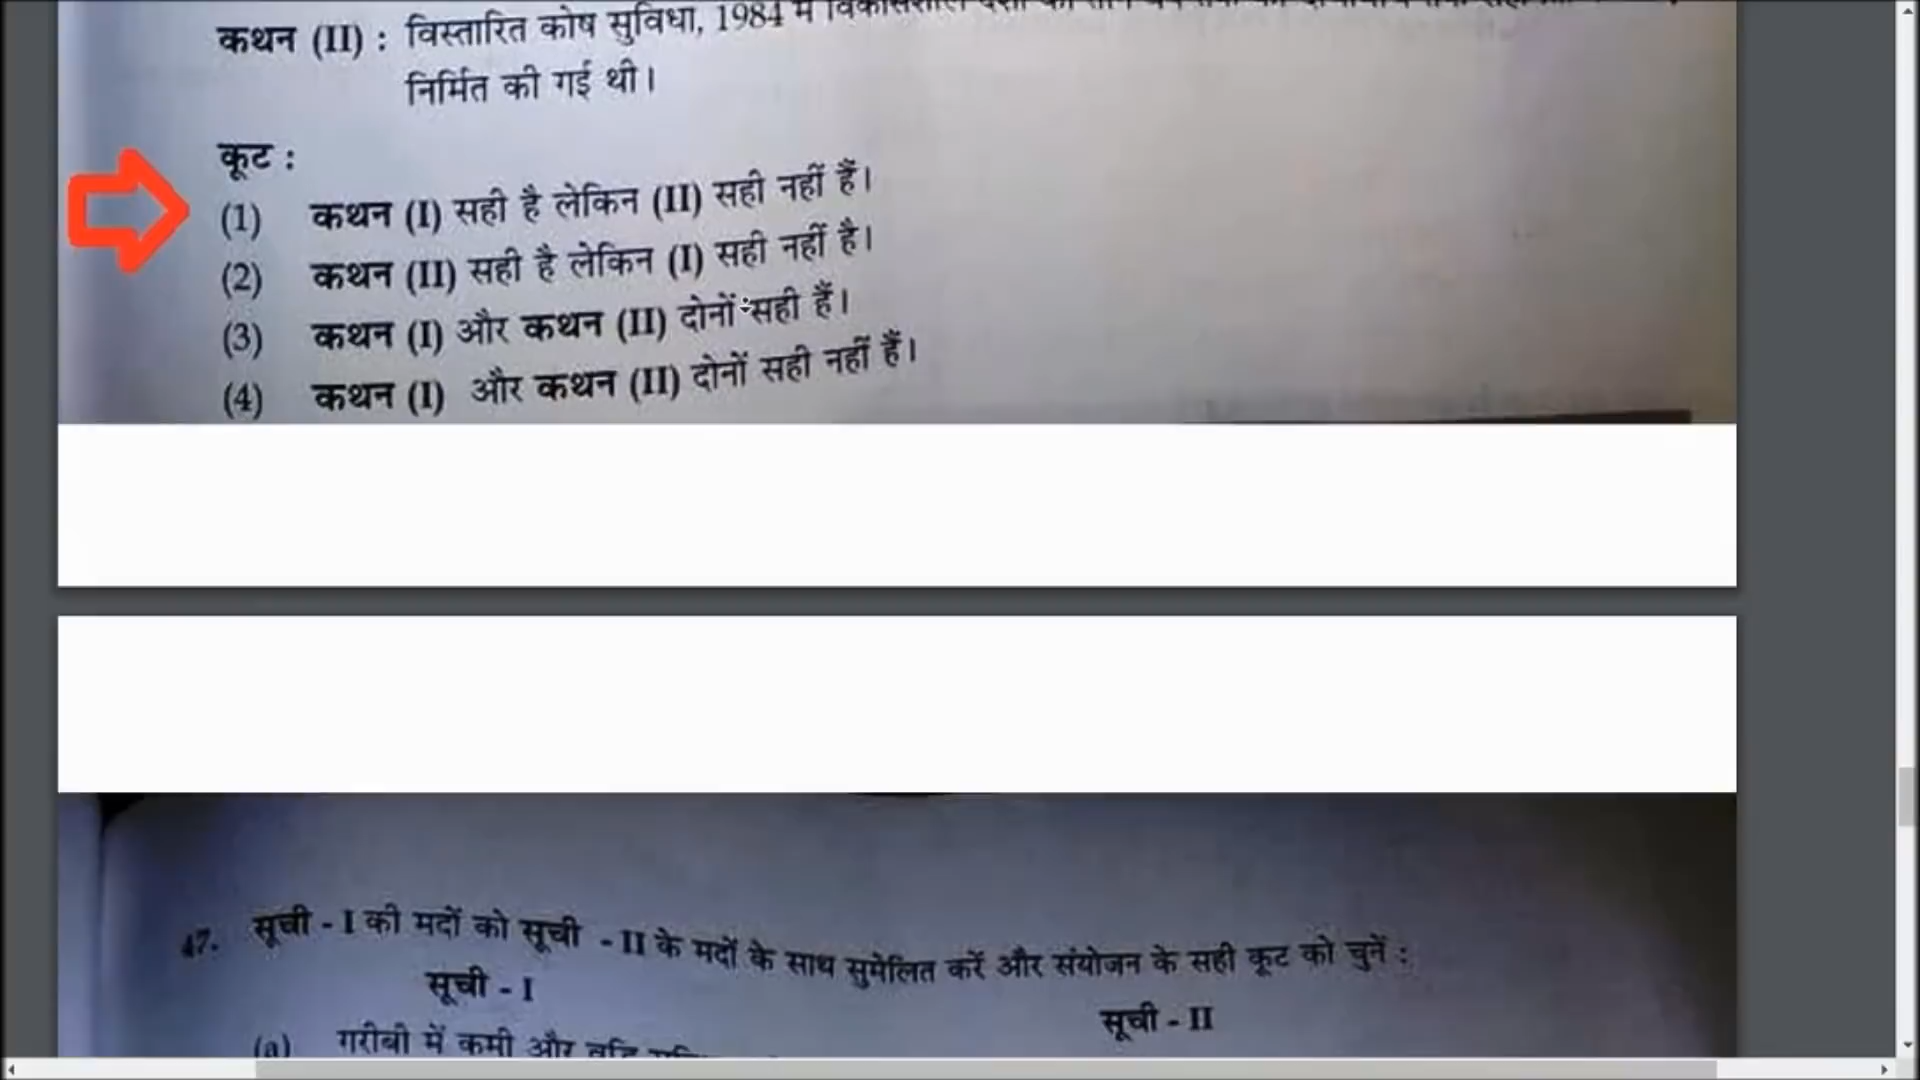 कथन (II) : विस्तारित कोष सुविधा, 1984 में विकासशील देशों
निर्मित की गई थी।
कूट :
(1) कथन (I) सही है लेकिन (II) सही नहीं हैं।
(2) कथन (II) सही है लेकिन (I) सही नहीं है।
(3) कथन (I) और कथन (II) दोनों सही हैं।
(4) कथन (I) और कथन (II) दोनों सही नहीं हैं।
47. सूची - I की मदों को सूची - II के मदों के साथ सुमेलित करें और संयोजन के सही कूट को चुनें :
सूची - I
सूची - II
(a) गरीबी में कमी और वृद्धि